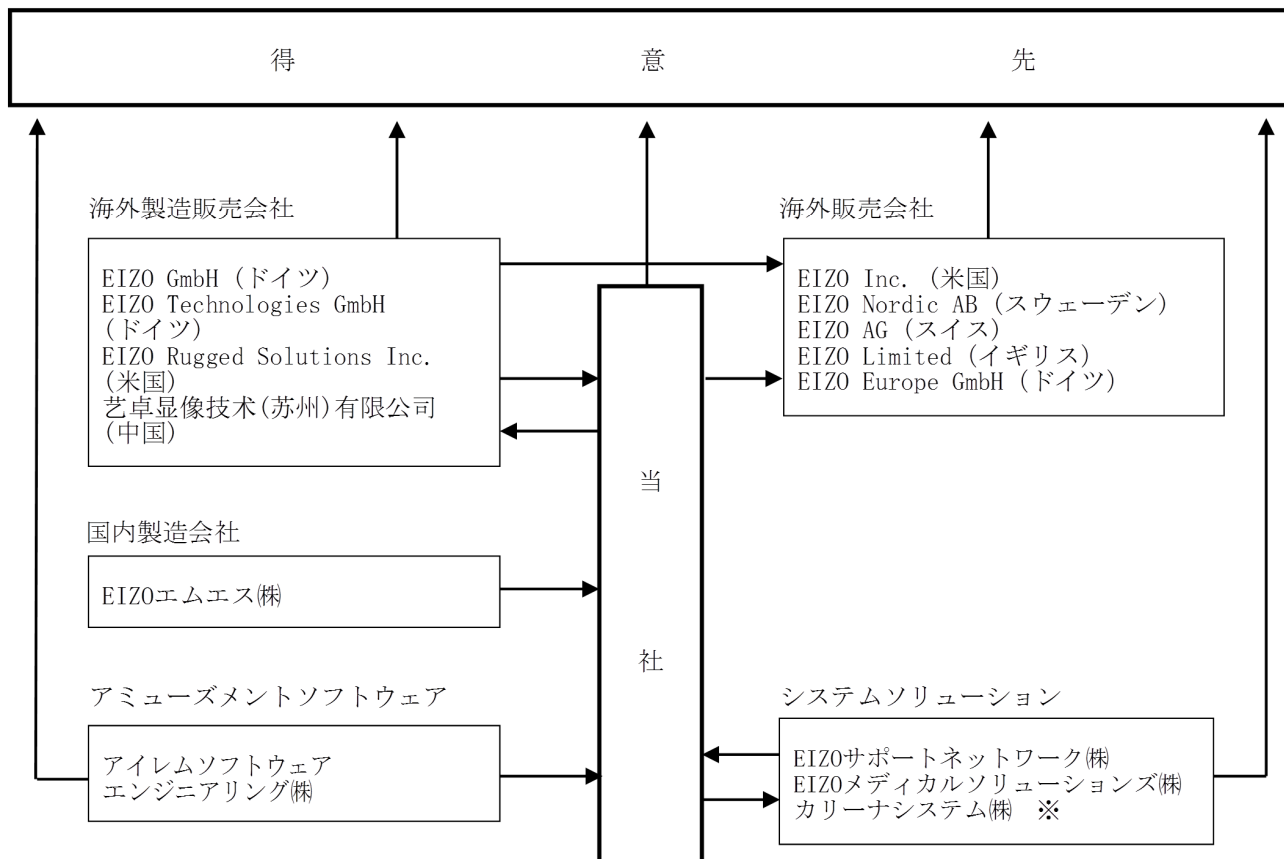 得意先
海外製造販売会社
EIZO GmbH (ドイツ)
EIZO Technologies GmbH
(ドイツ)
EIZO Rugged Solutions Inc.
(米国)
艺卓显像技术(苏州)有限公司
(中国)
海外販売会社
EIZO Inc. (米国)
EIZO Nordic AB (スウェーデン)
EIZO AG (スイス)
EIZO Limited (イギリス)
EIZO Europe GmbH (ドイツ)
当社
国内製造会社
EIZOエムエス㈱
アミューズメントソフトウェア
アイレムソフトウェア
エンジニアリング㈱
システムソリューション
EIZOサポートネットワーク㈱
EIZOメディカルソリューションズ㈱
カリーナシステム㈱ ※